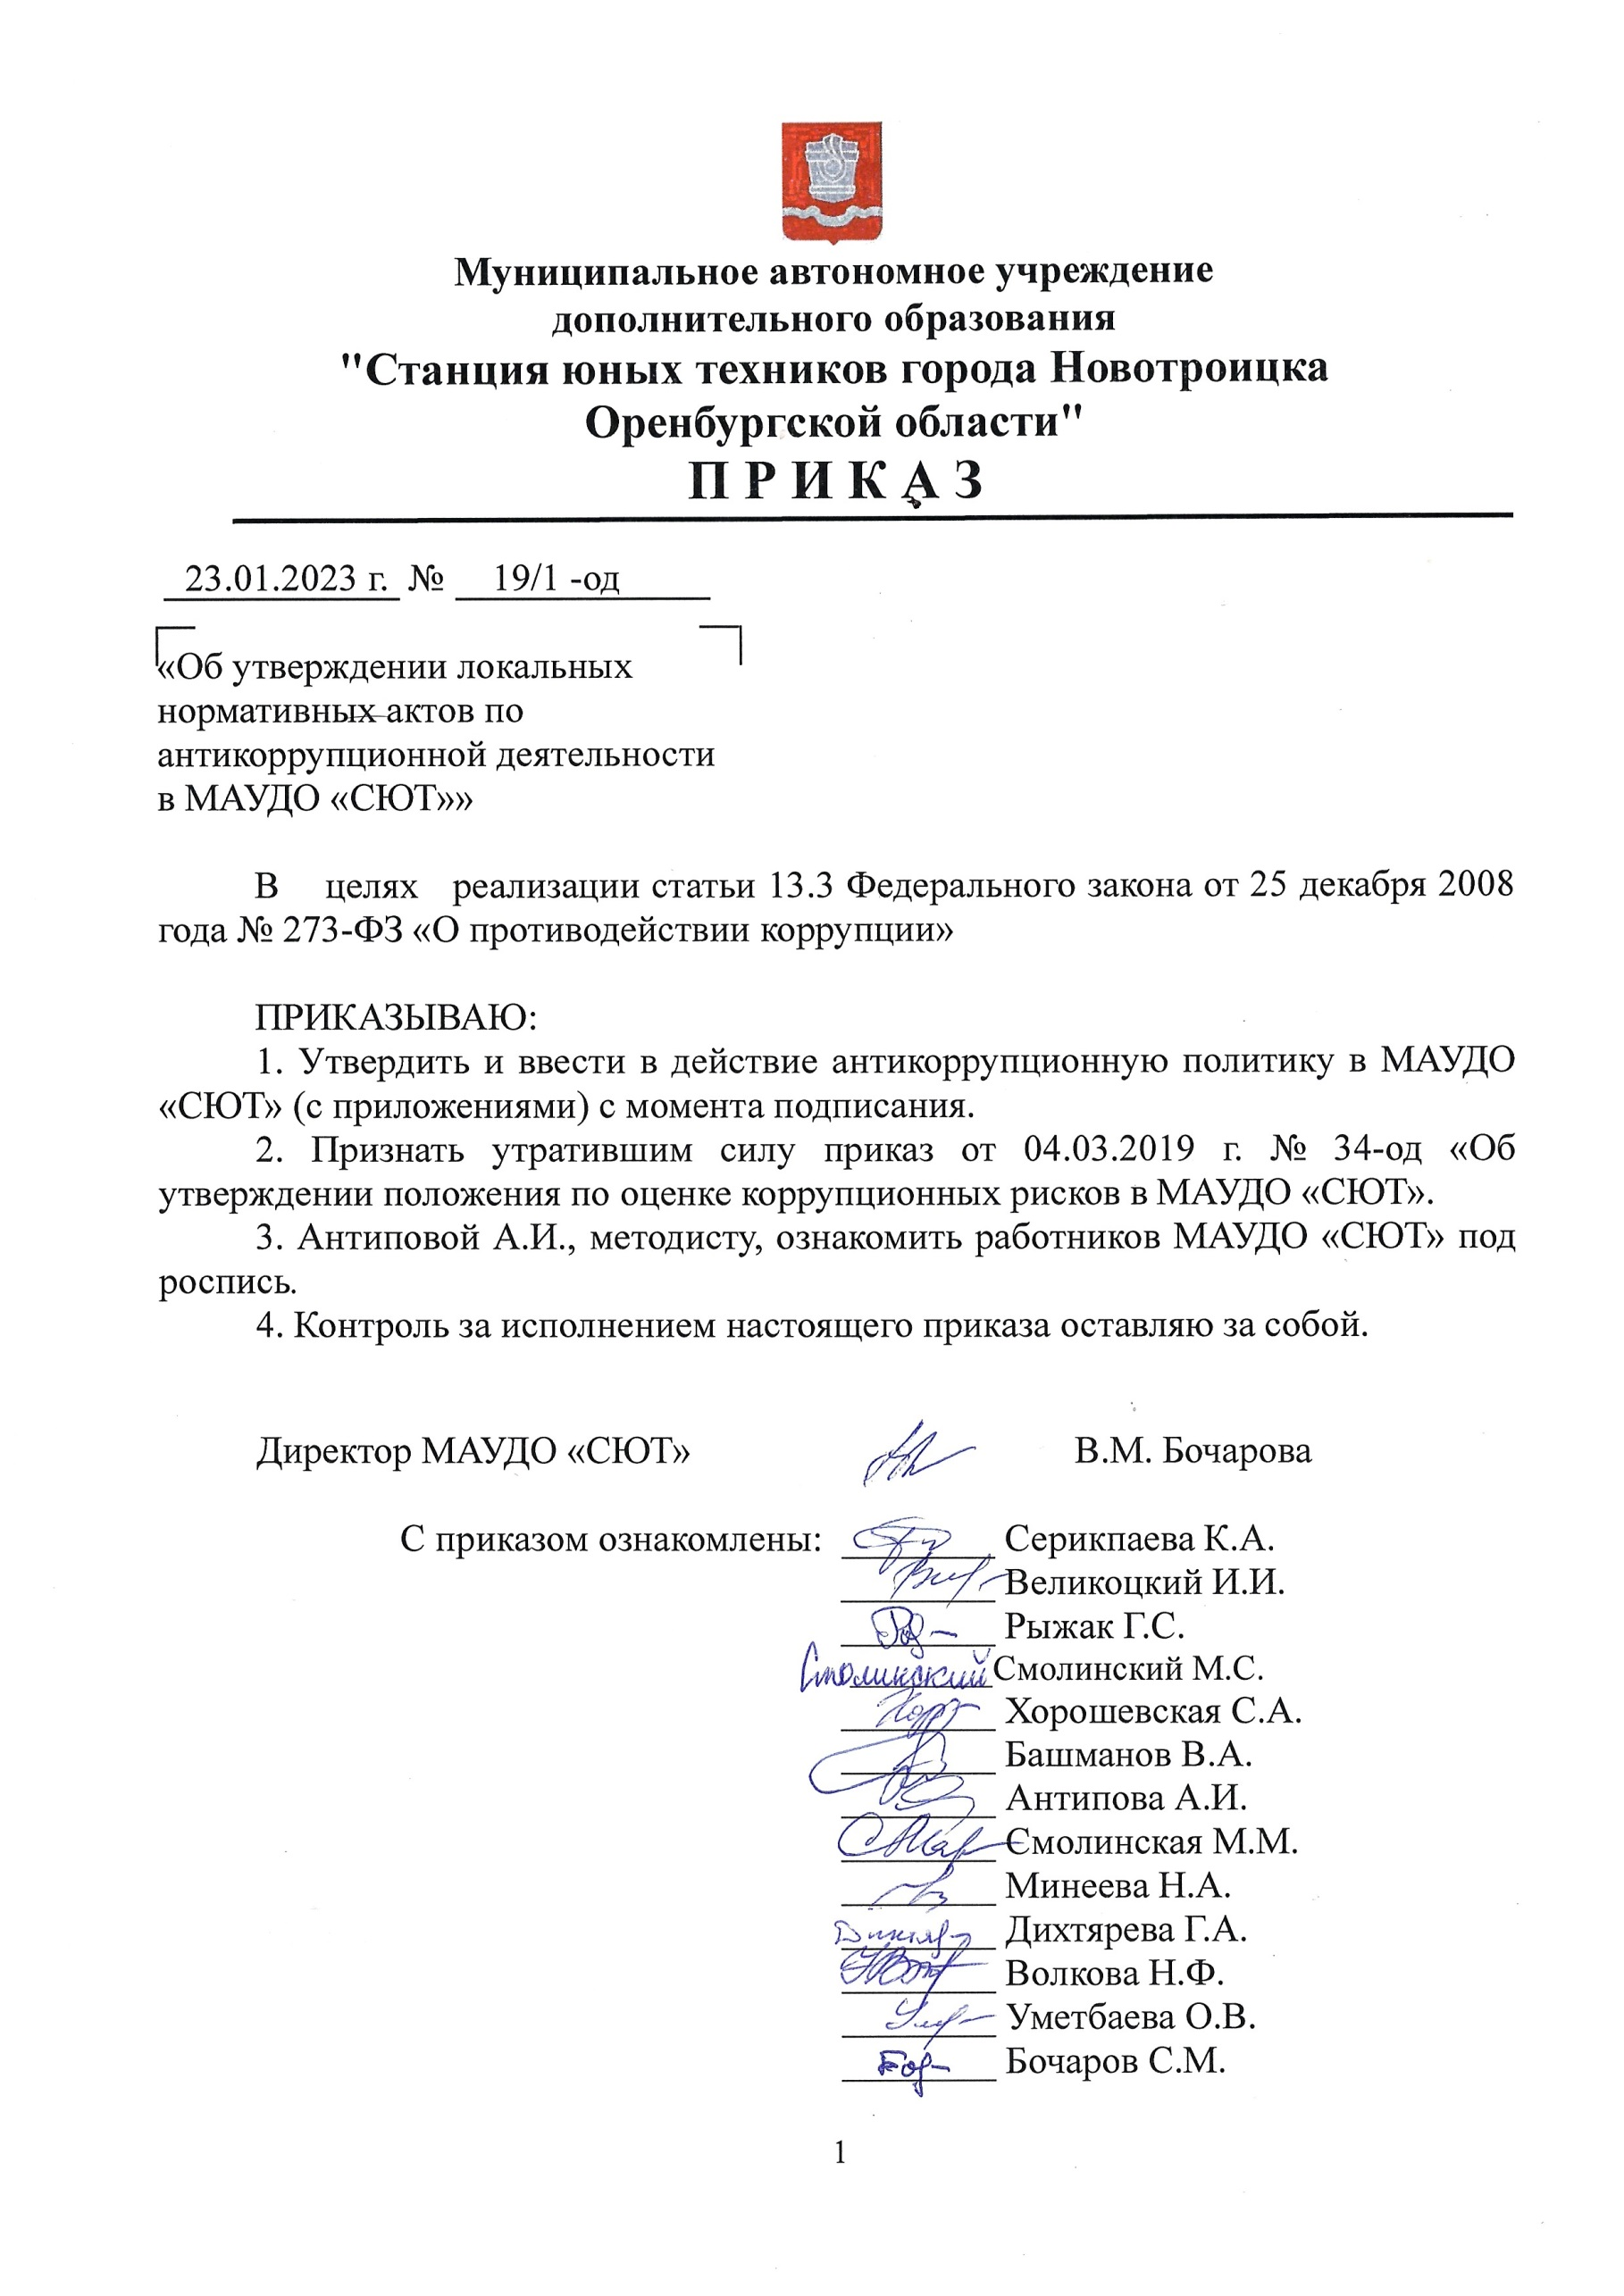 Муниципальное автономное учреждение
дополнительного образования
"Станция юных техников города Новотроицка
Оренбургской области"
П Р И К А З
23.01.2023 г. № 19/1 -од
«Об утверждении локальных
нормативных актов по
антикоррупционной деятельности
в МАУДО «СЮТ»»
В целях реализации статьи 13.3 Федерального закона от 25 декабря 2008
года № 273-ФЗ «О противодействии коррупции»
ПРИКАЗЫВАЮ:
1. Утвердить и ввести в действие антикоррупционную политику в МАУДО
«СЮТ» (с приложениями) с момента подписания.
2. Признать утратившим силу приказ от 04.03.2019 г. № 34-од «Об
утверждении положения по оценке коррупционных рисков в МАУДО «СЮТ».
3. Антиповой А.И., методисту, ознакомить работников МАУДО «СЮТ» под
роспись.
4. Контроль за исполнением настоящего приказа оставляю за собой.
Директор МАУДО «СЮТ» В.М. Бочарова
С приказом ознакомлены: Серикпаева К.А.
Великоцкий И.И.
Рыжак Г.С.
Смолинский Смолинский М.С.
Хорошевская С.А.
Башманов В.А.
Антипова А.И.
Смолинская М.М.
Минеева Н.А.
Дихтярева Г.А.
Волкова Н.Ф.
Уметбаева О.В.
Бочаров С.М.
1